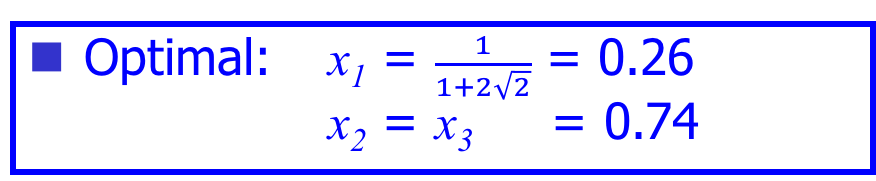 ■ Optimal: x₁ = 1/(1+2√2) = 0.26
x₂ = x₃ = 0.74